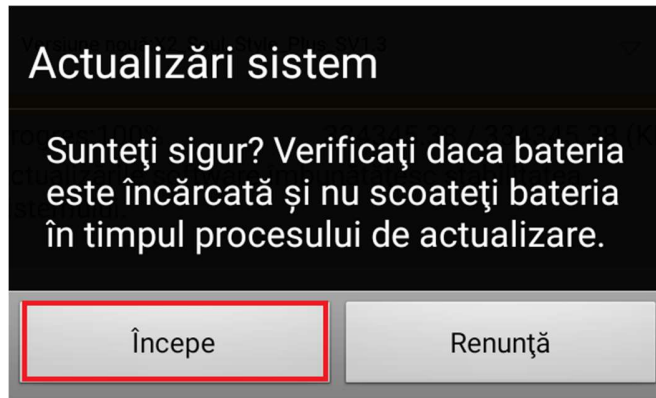 Actualizări sistem
Sunteţi sigur? Verificaţi daca bateria
este încărcată şi nu scoateţi bateria
în timpul procesului de actualizare.
Începe
Renunţă